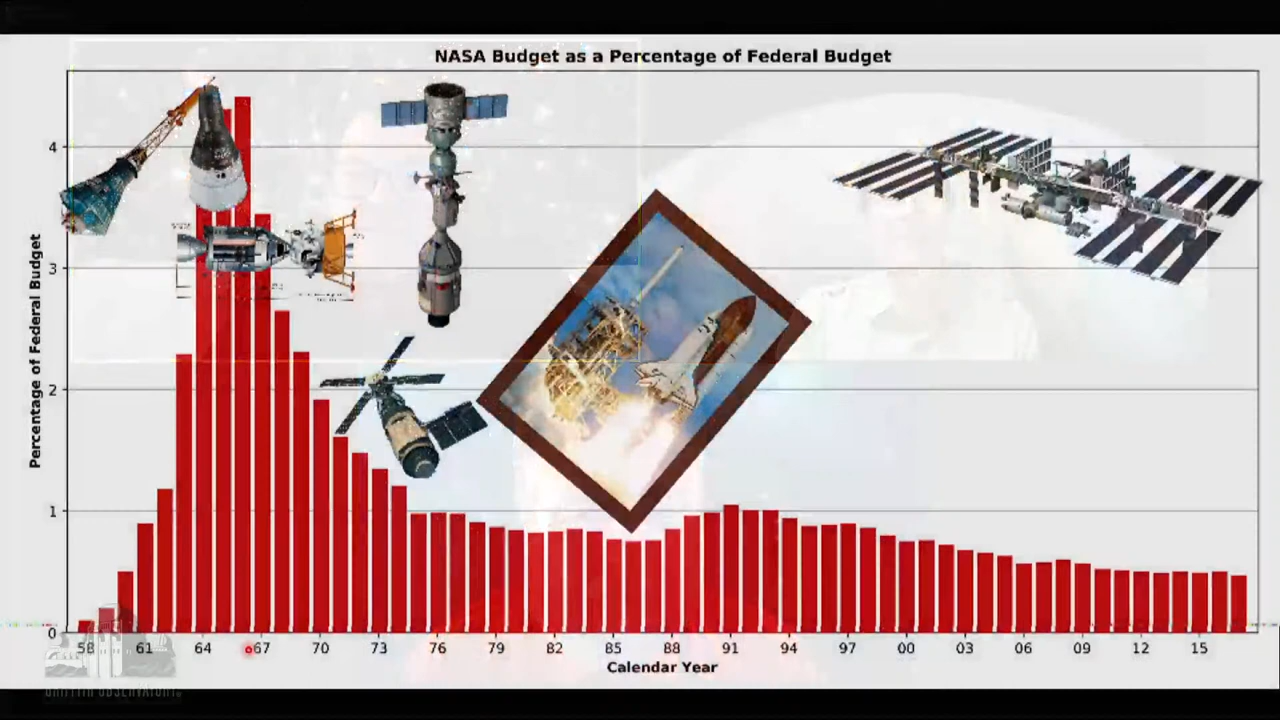 NASA Budget as a Percentage of Federal Budget
Percentage of Federal Budget
4
3
2
1
0
58 61 64 67 70 73 76 79 82 85 88 91 94 97 00 03 06 09 12 15
Calendar Year
GRIFFITH OBSERVATORY